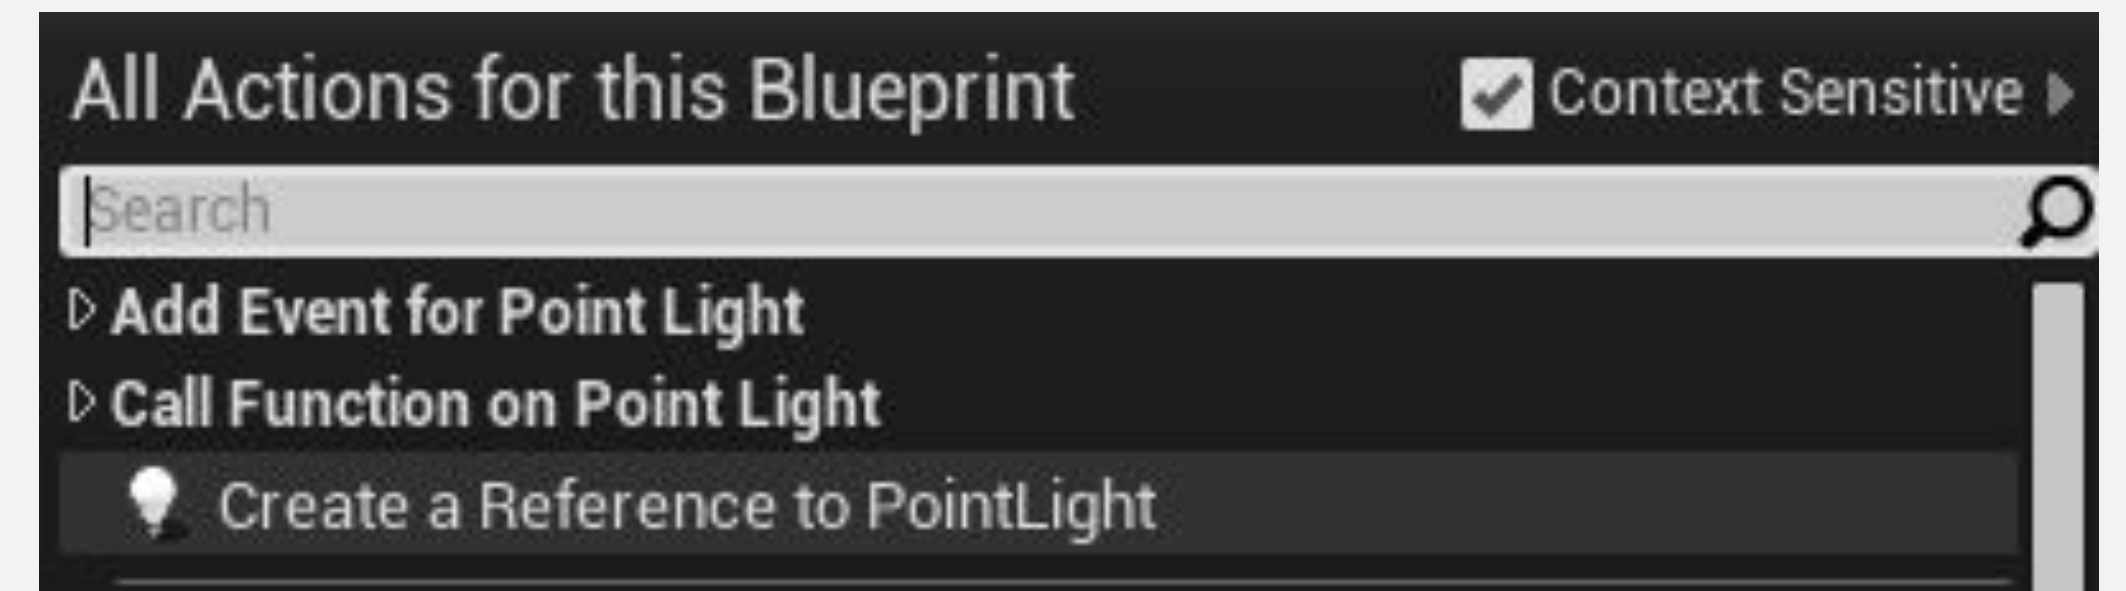 All Actions for this Blueprint Context Sensitive
Search
Add Event for Point Light
Call Function on Point Light
Create a Reference to PointLight